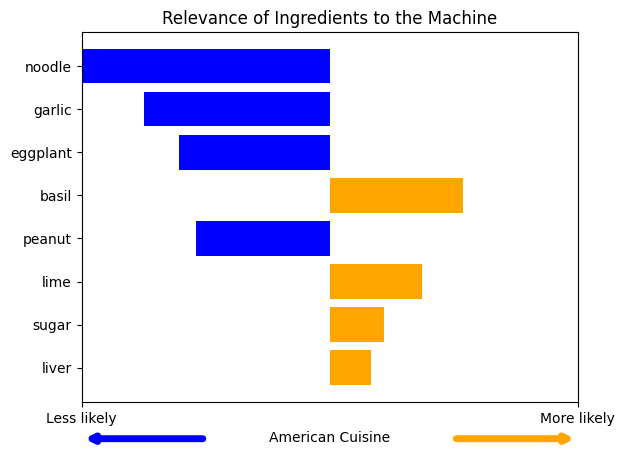 Relevance of Ingredients to the Machine
noodle
garlic
eggplant
basil
peanut
lime
sugar
liver
Less likely
More likely
American Cuisine